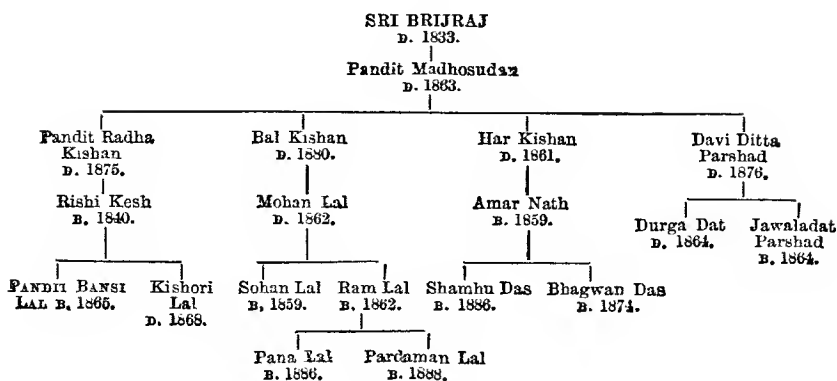 SRI BRIJRAJ
D. 1833.
Pandit Madhosudan
D. 1863.
Pandit Radha Kishan D. 1875.
Bal Kishan D. 1880.
Har Kishan D. 1861.
Davi Ditta Parshad D. 1876.
Rishi Kesh B. 1840.
Mohan Lal D. 1862.
Amar Nath B. 1859.
Durga Dat D. 1864.
Jawaladat Parshad B. 1864.
PANDIT BANSI LAL B. 1865.
Kishori Lal D. 1868.
Sohan Lal B, 1859.
Ram Lal B, 1862.
Shamhu Das B. 1886.
Bhagwan Das B. 1874.
Pana Lal B. 1886.
Pardaman Lal B. 1888.